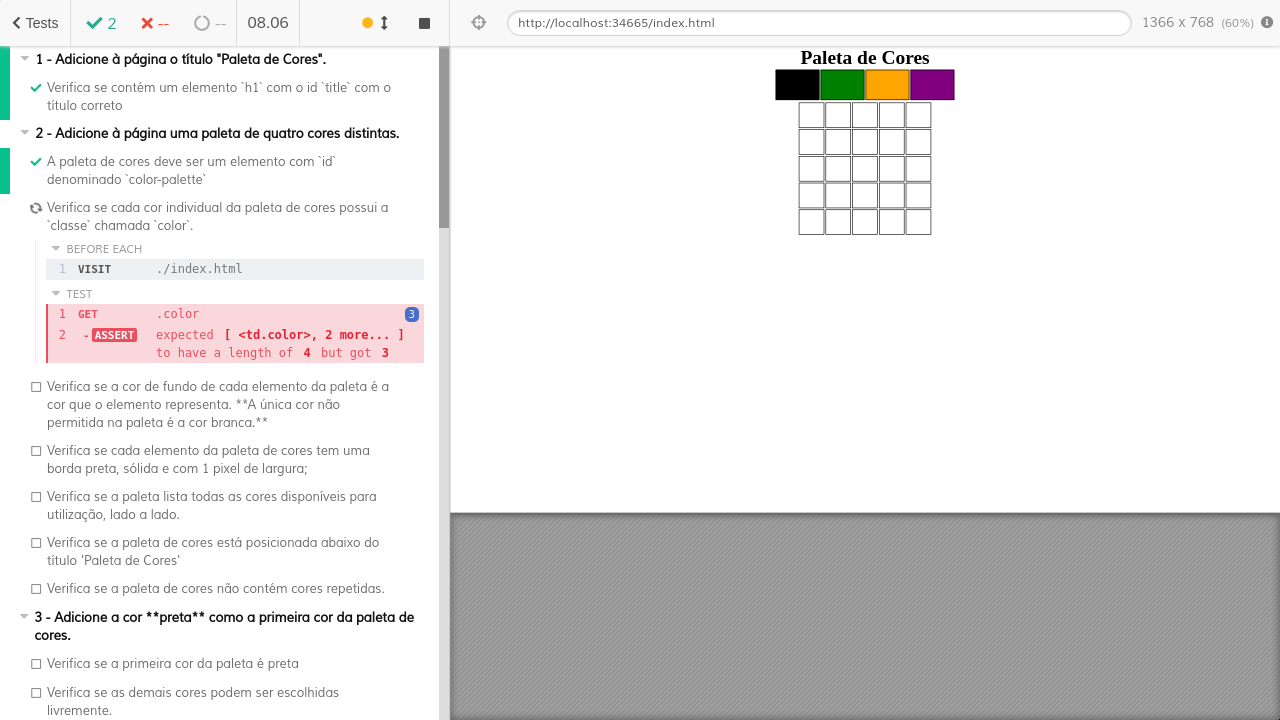 Tests
2
--
--
08.06
http://localhost:34665/index.html
1366 x 768 (60%)
1 - Adicione à página o título "Paleta de Cores".
Verifica se contém um elemento `h1` com o id `title` com o
título correto
2 - Adicione à página uma paleta de quatro cores distintas.
A paleta de cores deve ser um elemento com `id`
denominado `color-palette`
Verifica se cada cor individual da paleta de cores possui a
`classe` chamada `color`.
BEFORE EACH
1 VISIT ./index.html
TEST
1 GET .color 3
2 -ASSERT expected [ <td.color>, 2 more... ]
to have a length of 4 but got 3
Verifica se a cor de fundo de cada elemento da paleta é a
cor que o elemento representa. **A única cor não
permitida na paleta é a cor branca.**
Verifica se cada elemento da paleta de cores tem uma
borda preta, sólida e com 1 pixel de largura;
Verifica se a paleta lista todas as cores disponíveis para
utilização, lado a lado.
Verifica se a paleta de cores está posicionada abaixo do
título 'Paleta de Cores'
Verifica se a paleta de cores não contém cores repetidas.
3 - Adicione a cor **preta** como a primeira cor da paleta de
cores.
Verifica se a primeira cor da paleta é preta
Verifica se as demais cores podem ser escolhidas
livremente.
Paleta de Cores